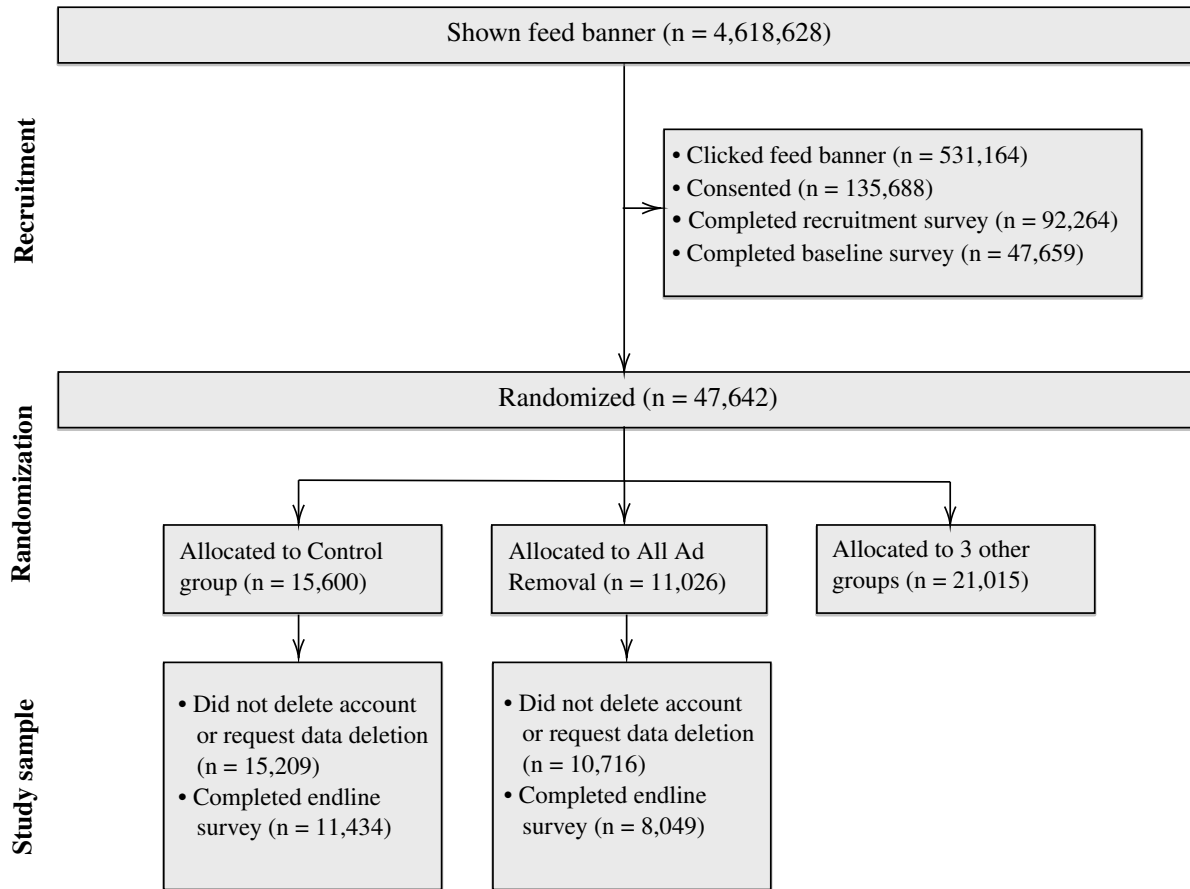 Shown feed banner (n = 4,618,628)
Recruitment
• Clicked feed banner (n = 531,164)
• Consented (n = 135,688)
• Completed recruitment survey (n = 92,264)
• Completed baseline survey (n = 47,659)
Randomized (n = 47,642)
Randomization
Allocated to Control
group (n = 15,600)
Allocated to All Ad
Removal (n = 11,026)
Allocated to 3 other
groups (n = 21,015)
Study sample
• Did not delete account
or request data deletion
(n = 15,209)
• Completed endline
survey (n = 11,434)
• Did not delete account
or request data deletion
(n = 10,716)
• Completed endline
survey (n = 8,049)